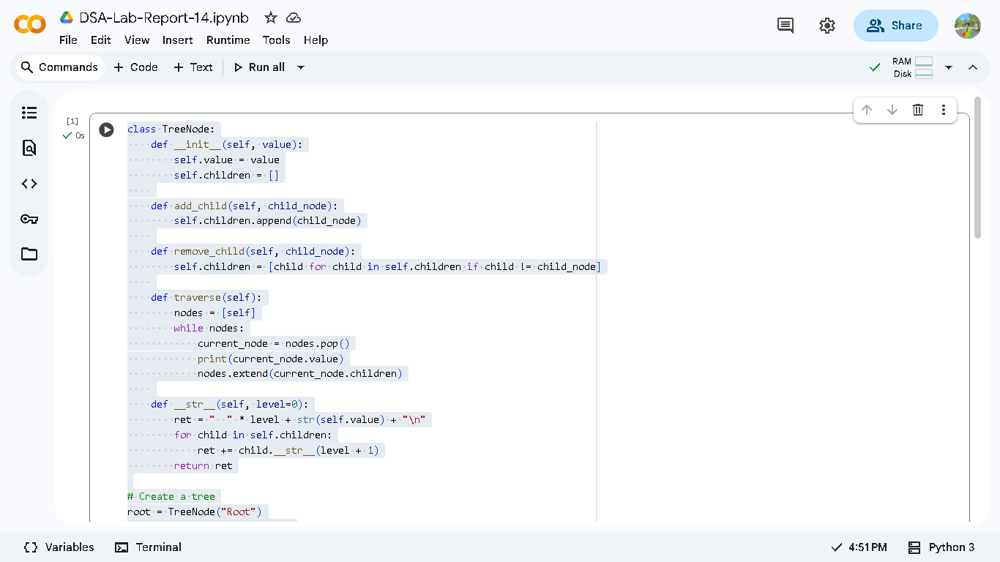 DSA-Lab-Report-14.ipynb
File Edit View Insert Runtime Tools Help
Share
Commands + Code + Text Run all
RAM
Disk
[1]
0s
class TreeNode:
    def __init__(self, value):
        self.value = value
        self.children = []
    def add_child(self, child_node):
        self.children.append(child_node)
    def remove_child(self, child_node):
        self.children = [child for child in self.children if child != child_node]
    def traverse(self):
        nodes = [self]
        while nodes:
            current_node = nodes.pop()
            print(current_node.value)
            nodes.extend(current_node.children)
    def __str__(self, level=0):
        ret = "  " * level + str(self.value) + "\n"
        for child in self.children:
            ret += child.__str__(level + 1)
        return ret
# Create a tree
root = TreeNode("Root")
Variables Terminal
4:51 PM Python 3